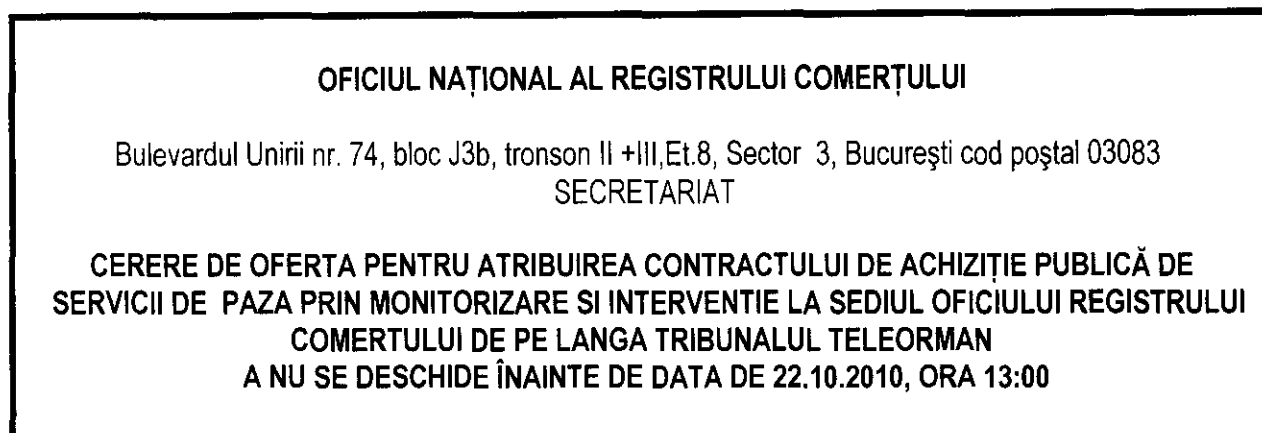 OFICIUL NAȚIONAL AL REGISTRULUI COMERȚULUI
Bulevardul Unirii nr. 74, bloc J3b, tronson II +III,Et.8, Sector 3, București cod poștal 03083
SECRETARIAT
CERERE DE OFERTA PENTRU ATRIBUIREA CONTRACTULUI DE ACHIZIȚIE PUBLICĂ DE
SERVICII DE PAZA PRIN MONITORIZARE SI INTERVENTIE LA SEDIUL OFICIULUI REGISTRULUI
COMERTULUI DE PE LANGA TRIBUNALUL TELEORMAN
A NU SE DESCHIDE ÎNAINTE DE DATA DE 22.10.2010, ORA 13:00